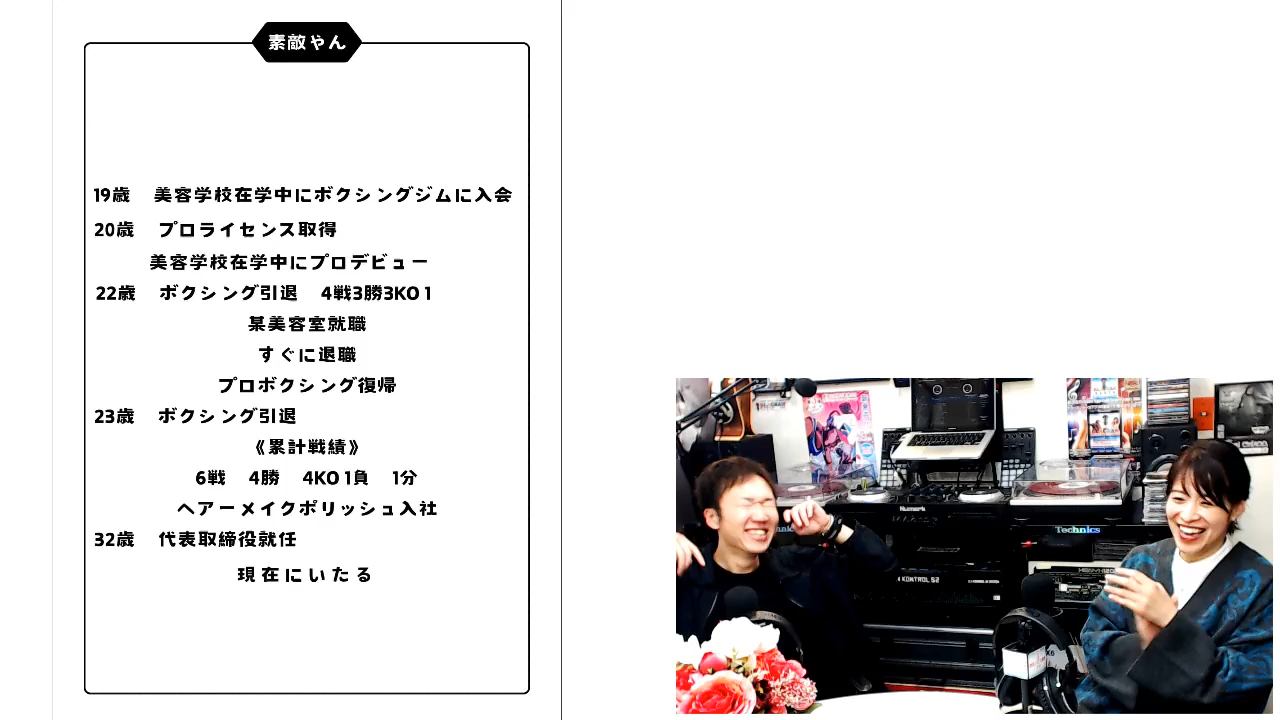 素敵やん
19歳 美容学校在学中にボクシングジムに入会
20歳 プロライセンス取得
美容学校在学中にプロデビュー
22歳 ボクシング引退 4戦3勝3KO 1
某美容室就職
すぐに退職
プロボクシング復帰
23歳 ボクシング引退
《累計戦績》
6戦 4勝 4KO 1負 1分
ヘアーメイクポリッシュ入社
32歳 代表取締役就任
現在にいたる
Numark
Technics
KONTROL S2